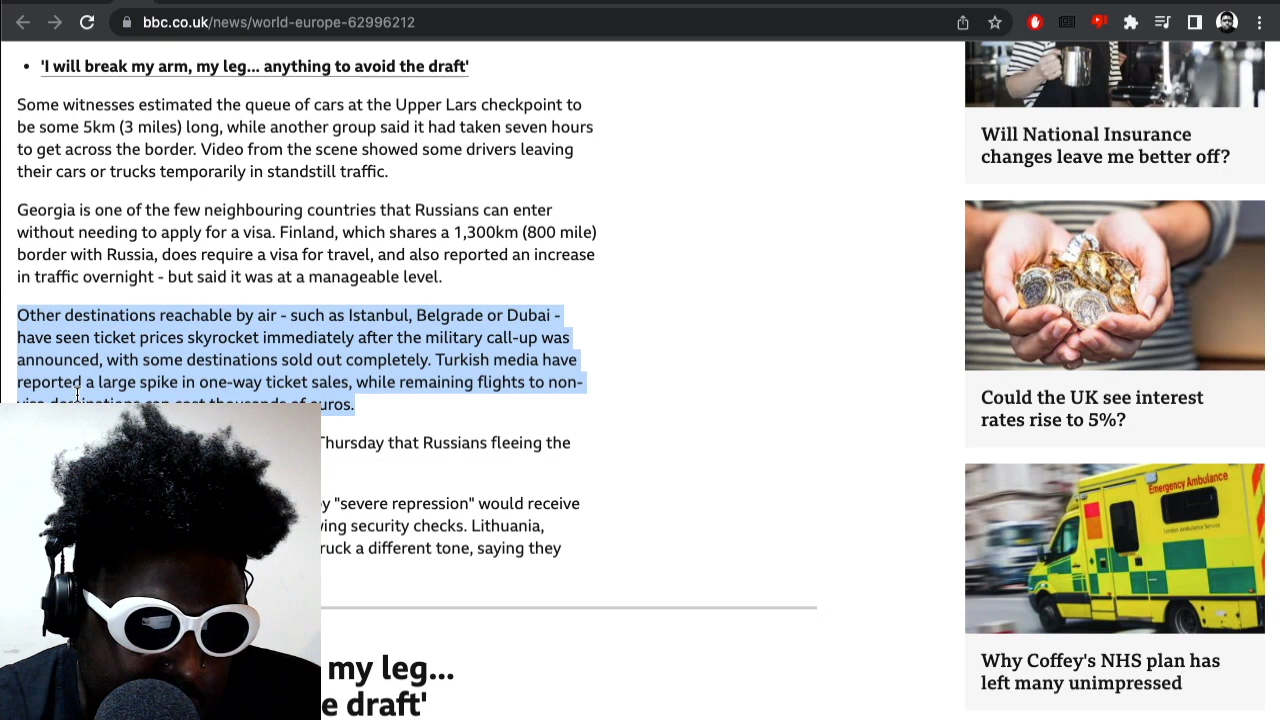 bbc.co.uk/news/world-europe-62996212
'I will break my arm, my leg... anything to avoid the draft'
Some witnesses estimated the queue of cars at the Upper Lars checkpoint to
be some 5km (3 miles) long, while another group said it had taken seven hours
to get across the border. Video from the scene showed some drivers leaving
their cars or trucks temporarily in standstill traffic.
Georgia is one of the few neighbouring countries that Russians can enter
without needing to apply for a visa. Finland, which shares a 1,300km (800 mile)
border with Russia, does require a visa for travel, and also reported an increase
in traffic overnight - but said it was at a manageable level.
Other destinations reachable by air - such as Istanbul, Belgrade or Dubai -
have seen ticket prices skyrocket immediately after the military call-up was
announced, with some destinations sold out completely. Turkish media have
reported a large spike in one-way ticket sales, while remaining flights to non-
visa destinations can cost thousands of euros.
Thursday that Russians fleeing the
"severe repression" would receive
security checks. Lithuania,
a different tone, saying they
my leg...
draft'
Will National Insurance
changes leave me better off?
Could the UK see interest
rates rise to 5%?
Emergency Ambulance
London Ambulance Service
Why Coffey's NHS plan has
left many unimpressed